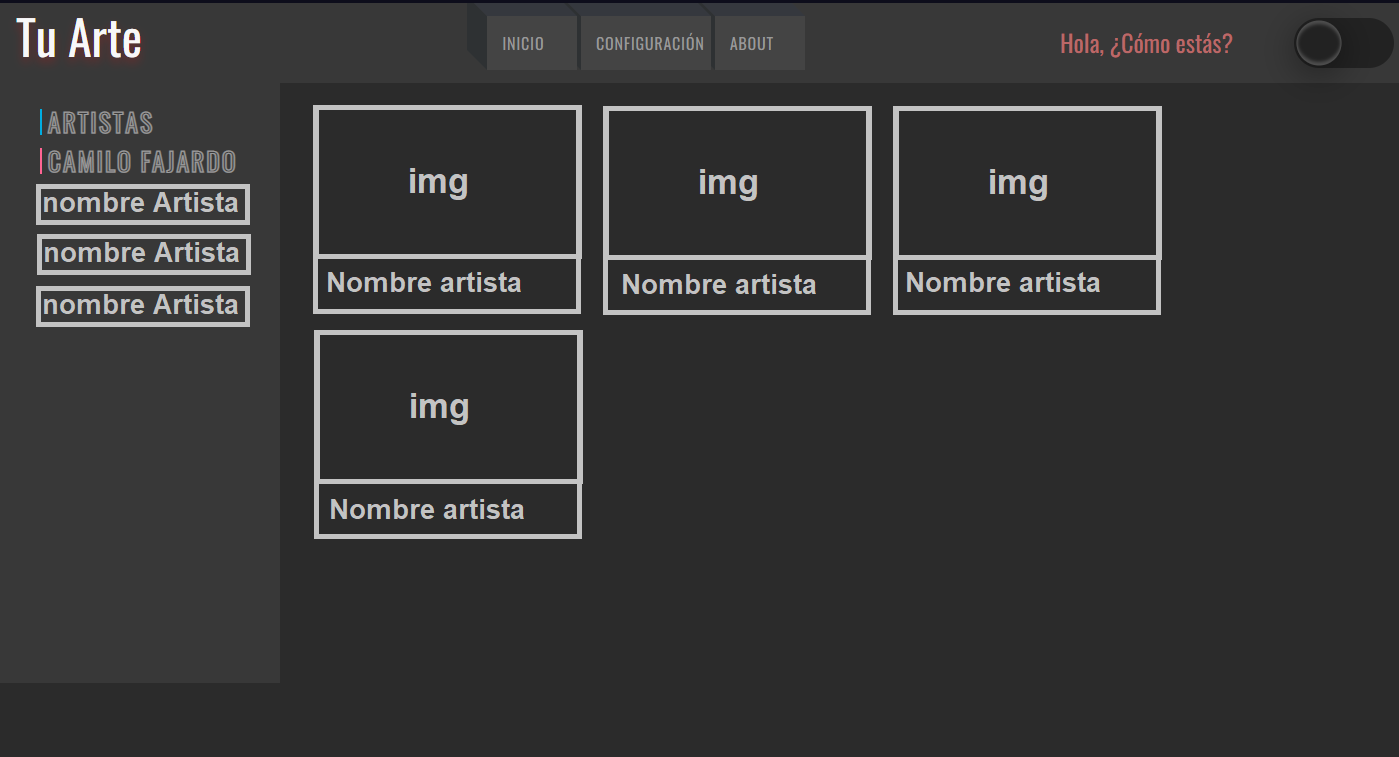 Tu Arte
INICIO
CONFIGURACIÓN
ABOUT
Hola, ¿Cómo estás?
ARTISTAS
CAMILO FAJARDO
nombre Artista
nombre Artista
nombre Artista
img
img
img
Nombre artista
Nombre artista
Nombre artista
img
Nombre artista